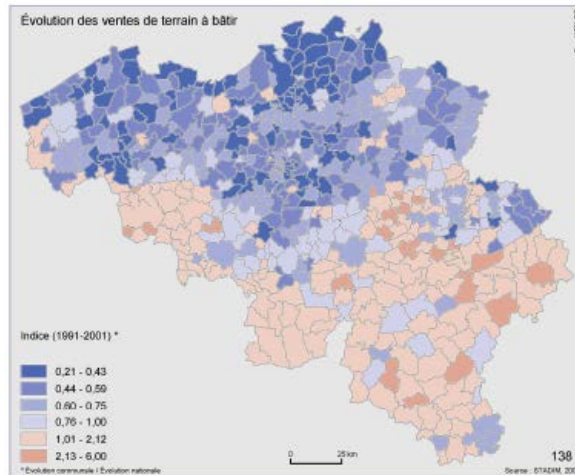 Évolution des ventes de terrain à bâtir
Indice (1991-2001) *
0,21 - 0,43
0,44 - 0,59
0.60 - 0.75
0,76 - 1,00
1,01 - 2,12
2,13 - 6,00
0 25 km
138
* Évolution communale / Évolution nationale
Source : STADIM,